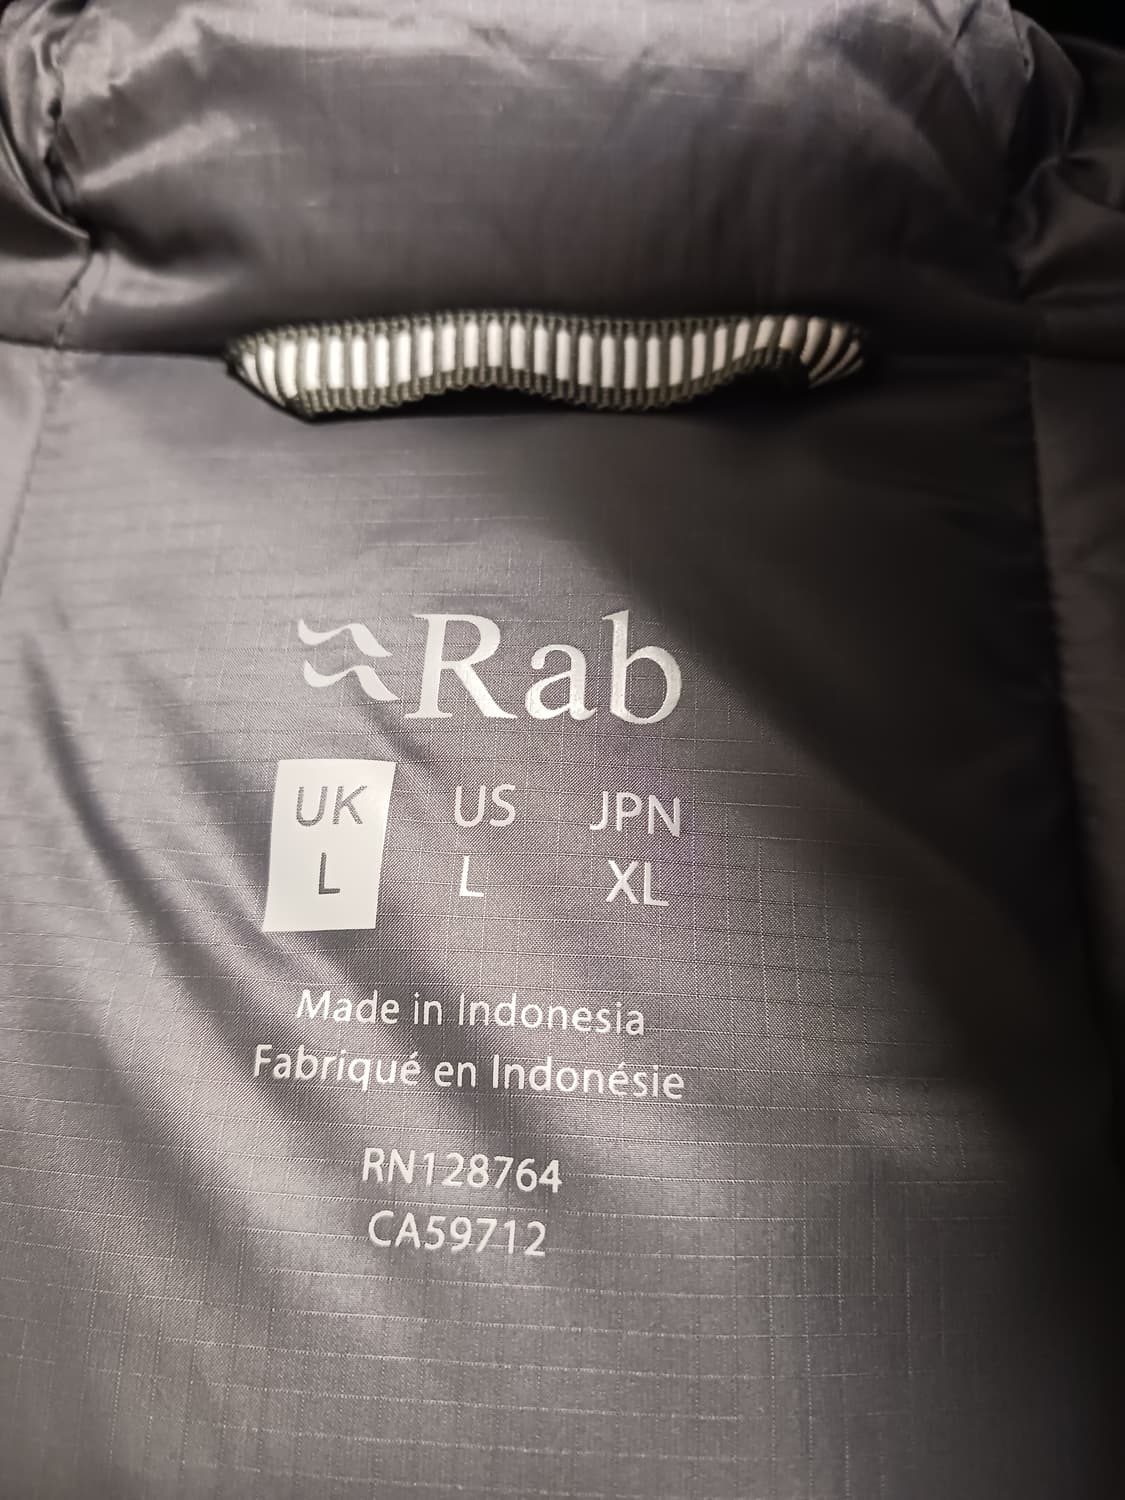 Rab
UK US JPN
L L XL
Made in Indonesia
Fabriqué en Indonésie
RN128764
CA59712